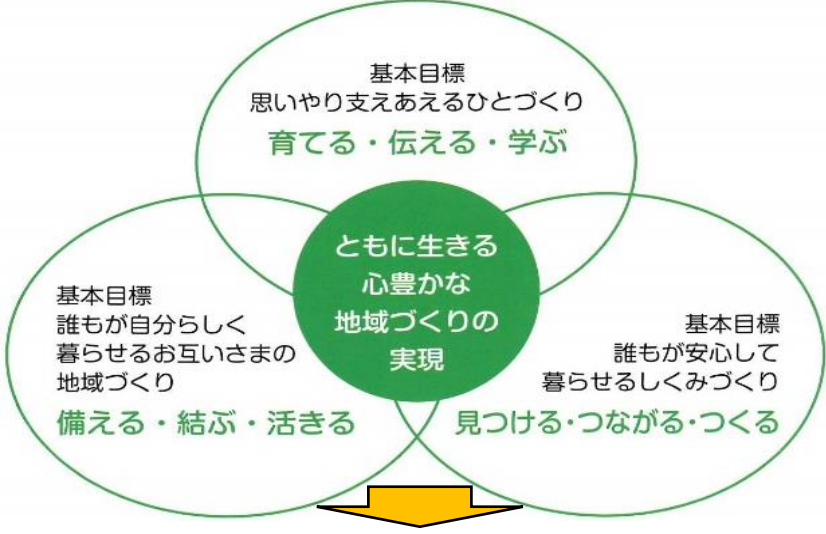 基本目標
思いやり支えあえるひとづくり
育てる・伝える・学ぶ
ともに生きる
心豊かな
地域づくりの
実現
基本目標
誰もが自分らしく
暮らせるお互いさまの
地域づくり
備える・結ぶ・活きる
基本目標
誰もが安心して
暮らせるしくみづくり
見つける・つながる・つくる